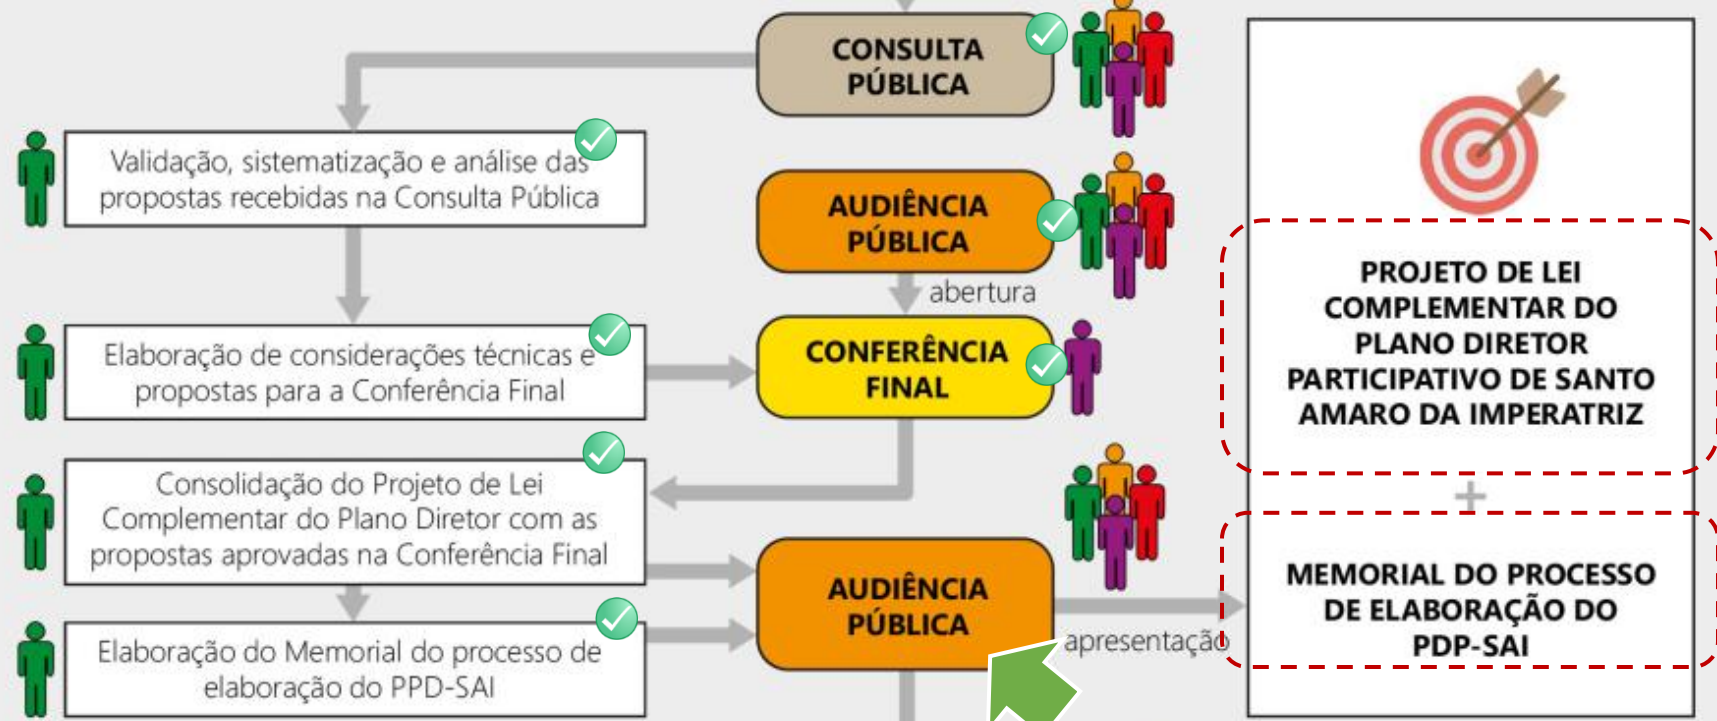 CONSULTA
PÚBLICA
Validação, sistematização e análise das
propostas recebidas na Consulta Pública
AUDIÊNCIA
PÚBLICA
abertura
Elaboração de considerações técnicas e
propostas para a Conferência Final
CONFERÊNCIA
FINAL
Consolidação do Projeto de Lei
Complementar do Plano Diretor com as
propostas aprovadas na Conferência Final
AUDIÊNCIA
PÚBLICA
apresentação
Elaboração do Memorial do processo de
elaboração do PPD-SAI
PROJETO DE LEI
COMPLEMENTAR DO
PLANO DIRETOR
PARTICIPATIVO DE SANTO
AMARO DA IMPERATRIZ
+
MEMORIAL DO PROCESSO
DE ELABORAÇÃO DO
PDP-SAI